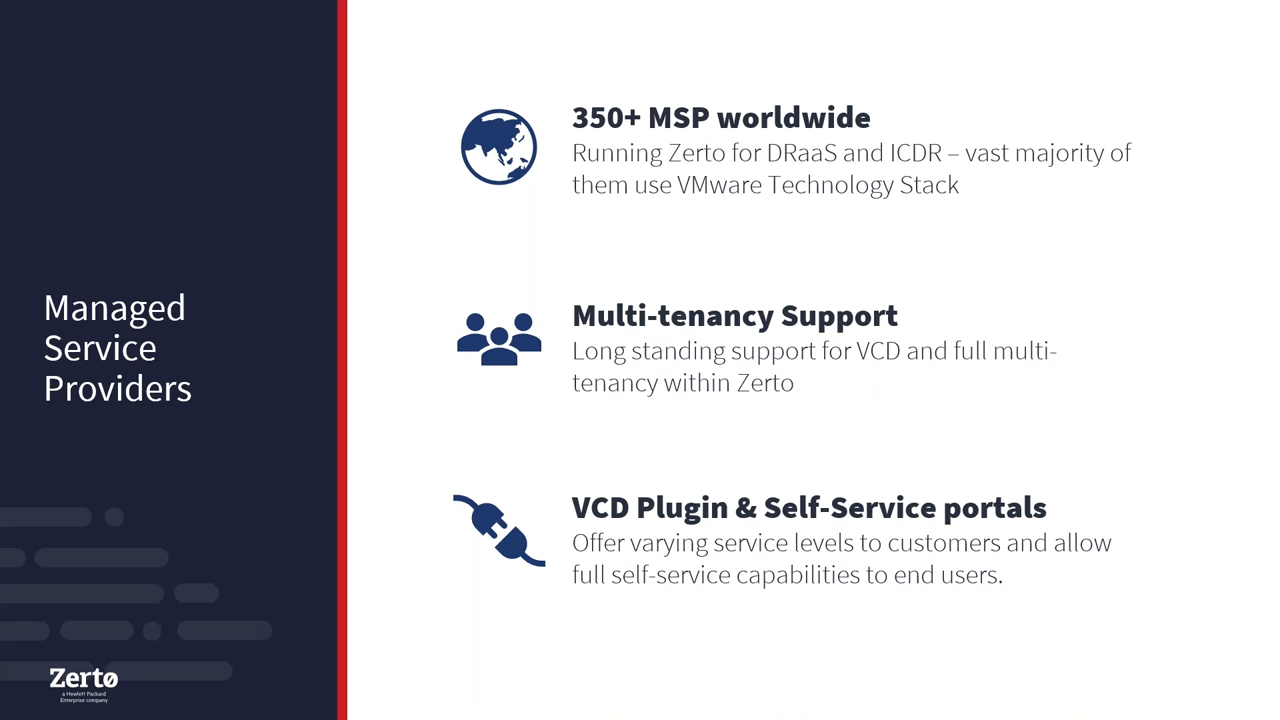 Managed
Service
Providers
350+ MSP worldwide
Running Zerto for DRaaS and ICDR – vast majority of
them use VMware Technology Stack
Multi-tenancy Support
Long standing support for VCD and full multi-
tenancy within Zerto
VCD Plugin & Self-Service portals
Offer varying service levels to customers and allow
full self-service capabilities to end users.
Zerto
a Hewlett Packard
Enterprise company